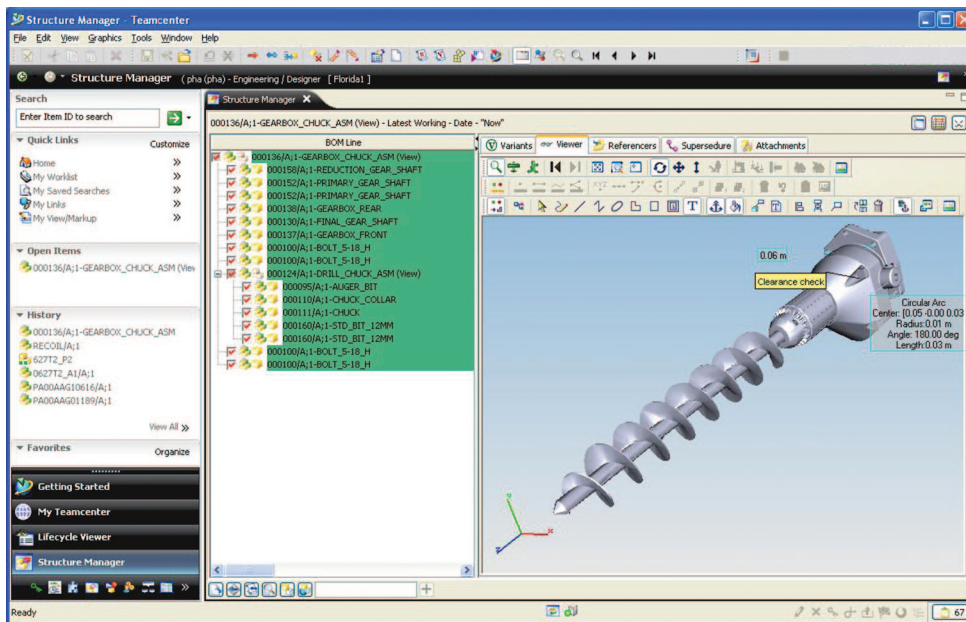 Structure Manager - Teamcenter
File Edit View Graphics Tools Window Help
Structure Manager ( pha (pha) - Engineering / Designer [ Florida1 ]
Search
Enter Item ID to search
Quick Links Customize
Home
My Worklist
My Saved Searches
My Links
My View/Markup
Open Items
000136/A;1-GEARBOX_CHUCK_ASM (View
History
000136/A;1-GEARBOX_CHUCK_ASM
RECOIL/A;1
627T2_P2
0627T2_A1/A;1
PA00AAG10616/A;1
PA00AAG01189/A;1
View All
Favorites Organize
Getting Started
My Teamcenter
Lifecycle Viewer
Structure Manager
Structure Manager
000136/A;1-GEARBOX_CHUCK_ASM (View) - Latest Working - Date - "Now"
BOM Line
000136/A;1-GEARBOX_CHUCK_ASM (View)
000158/A;1-REDUCTION_GEAR_SHAFT
000152/A;1-PRIMARY_GEAR_SHAFT
000152/A;1-PRIMARY_GEAR_SHAFT
000138/A;1-GEARBOX_REAR
000130/A;1-FINAL_GEAR_SHAFT
000137/A;1-GEARBOX_FRONT
000100/A;1-BOLT_5-18_H
000100/A;1-BOLT_5-18_H
000124/A;1-DRILL_CHUCK_ASM (View)
000095/A;1-AUGER_BIT
000110/A;1-CHUCK_COLLAR
000111/A;1-CHUCK
000160/A;1-STD_BIT_12MM
000160/A;1-STD_BIT_12MM
000100/A;1-BOLT_5-18_H
000100/A;1-BOLT_5-18_H
Variants Viewer Referencers Supersedure Attachments
0.06 m
Clearance check
Circular Arc
Center: [0.05 -0.00 0.03
Radius:0.01 m
Angle: 180.00 deg
Length:0.03 m
Ready
67